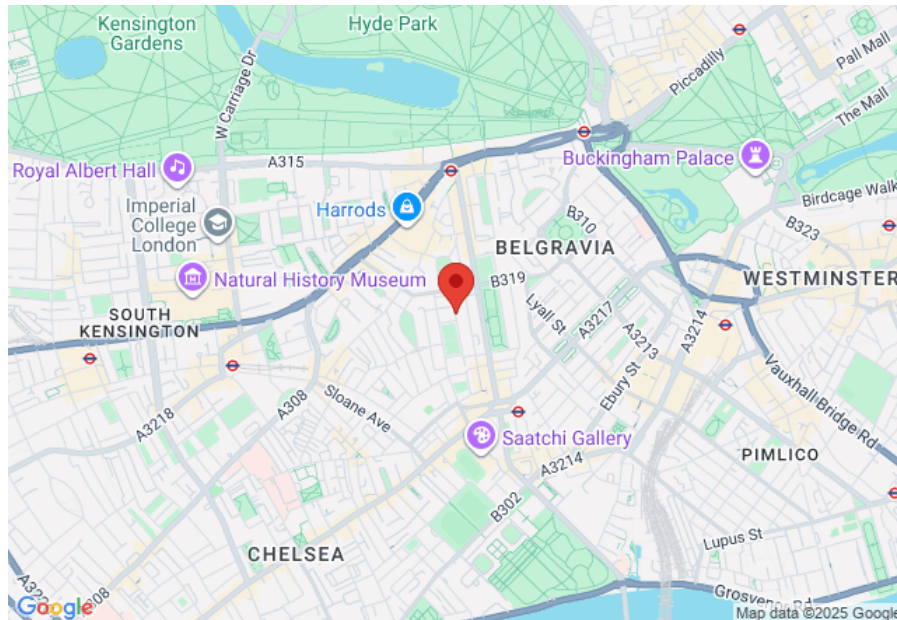 Kensington
Gardens
Hyde Park
W Carriage Dr
Piccadilly
Pall Mall
The Mall
Royal Albert Hall
A315
Buckingham Palace
Birdcage Walk
Imperial
College
London
Harrods
B310
B323
BELGRAVIA
Natural History Museum
B319
WESTMINSTER
SOUTH
KENSINGTON
Lyall St
A3217
A3214
A3213
Ebury St
Vauxhall Bridge Rd
A308
Sloane Ave
A3218
Saatchi Gallery
A3214
PIMLICO
B302
Lupus St
CHELSEA
A308
Google
Map data ©2025 Google